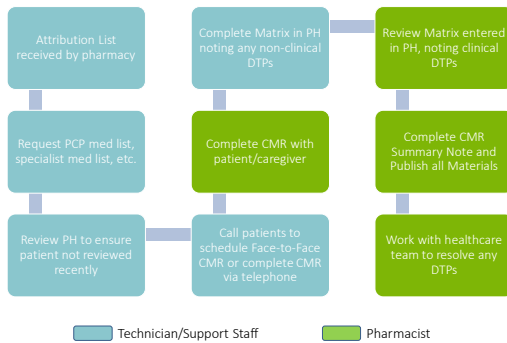 Attribution List
received by pharmacy
Request PCP med list,
specialist med list, etc.
Review PH to ensure
patient not reviewed
recently
Call patients to
schedule Face-to-Face
CMR or complete CMR
via telephone
Complete CMR with
patient/caregiver
Complete Matrix in PH
noting any non-clinical
DTPs
Review Matrix entered
in PH, noting clinical
DTPs
Complete CMR
Summary Note and
Publish all Materials
Work with healthcare
team to resolve any
DTPs
Technician/Support Staff
Pharmacist